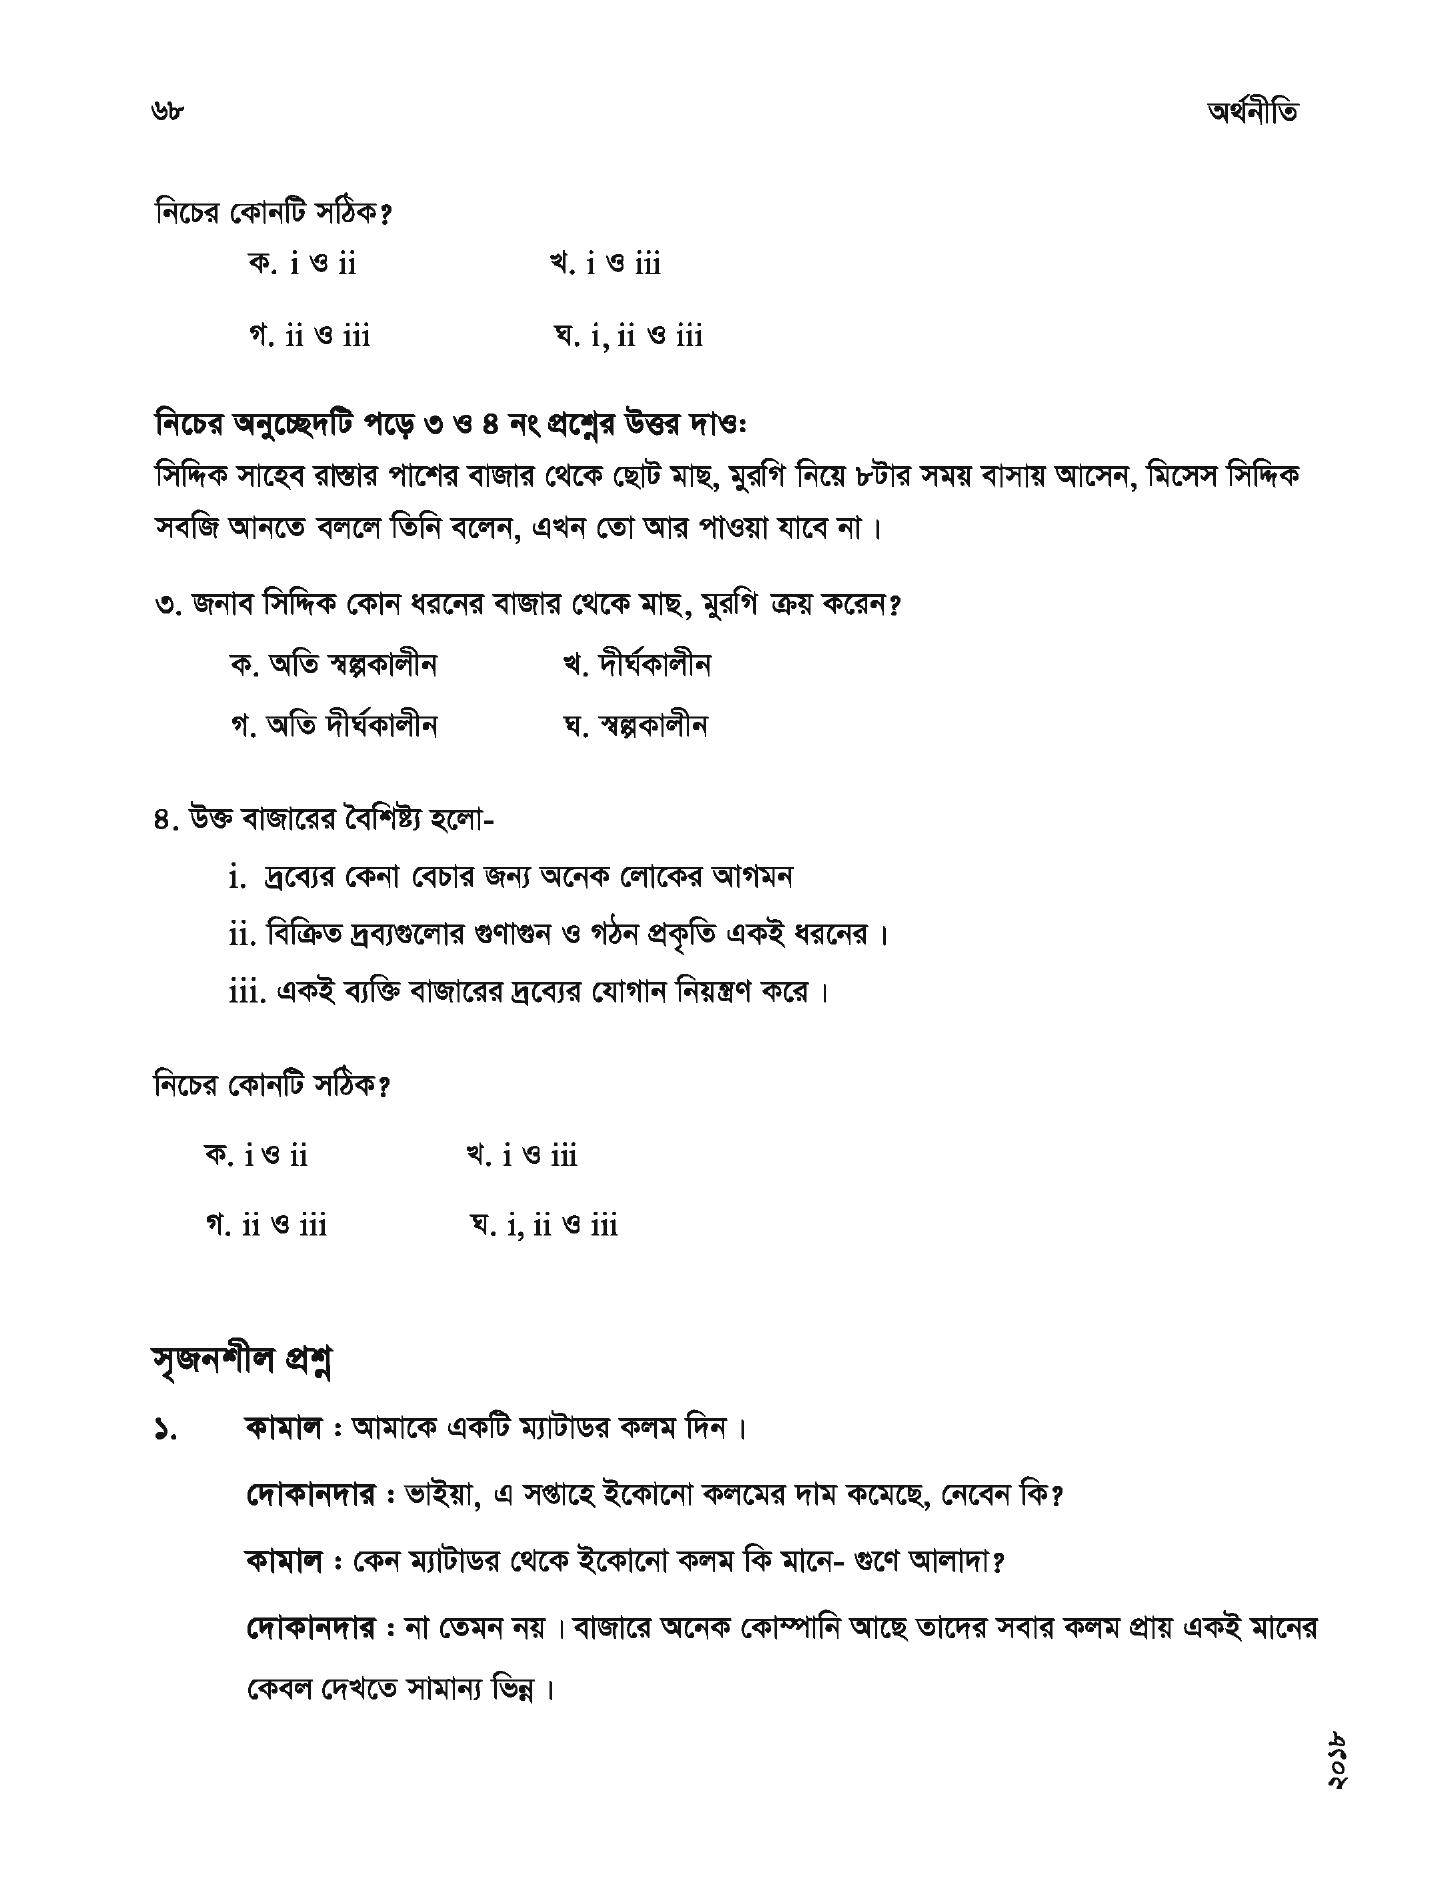 ৬৮ অর্থনীতি
নিচের কোনটি সঠিক?
ক. i ও ii খ. i ও iii
গ. ii ও iii ঘ. i, ii ও iii
নিচের অনুচ্ছেদটি পড়ে ৩ ও ৪ নং প্রশ্নের উত্তর দাও:
সিদ্দিক সাহেব রাস্তার পাশের বাজার থেকে ছোট মাছ, মুরগি নিয়ে ৮টার সময় বাসায় আসেন, মিসেস সিদ্দিক
সবজি আনতে বললে তিনি বলেন, এখন তো আর পাওয়া যাবে না।
৩. জনাব সিদ্দিক কোন ধরনের বাজার থেকে মাছ, মুরগি ক্রয় করেন?
ক. অতি স্বল্পকালীন খ. দীর্ঘকালীন
গ. অতি দীর্ঘকালীন ঘ. স্বল্পকালীন
৪. উক্ত বাজারের বৈশিষ্ট্য হলো-
i. দ্রব্যের কেনা বেচার জন্য অনেক লোকের আগমন
ii. বিক্রিত দ্রব্যগুলোর গুণাগুন ও গঠন প্রকৃতি একই ধরনের।
iii. একই ব্যক্তি বাজারের দ্রব্যের যোগান নিয়ন্ত্রণ করে।
নিচের কোনটি সঠিক?
ক. i ও ii খ. i ও iii
গ. ii ও iii ঘ. i, ii ও iii
সৃজনশীল প্রশ্ন
১. কামাল : আমাকে একটি ম্যাটাডর কলম দিন।
দোকানদার : ভাইয়া, এ সপ্তাহে ইকোনো কলমের দাম কমেছে, নেবেন কি?
কামাল : কেন ম্যাটাডর থেকে ইকোনো কলম কি মানে- গুণে আলাদা?
দোকানদার : না তেমন নয়। বাজারে অনেক কোম্পানি আছে তাদের সবার কলম প্রায় একই মানের
কেবল দেখতে সামান্য ভিন্ন।
২০১৮